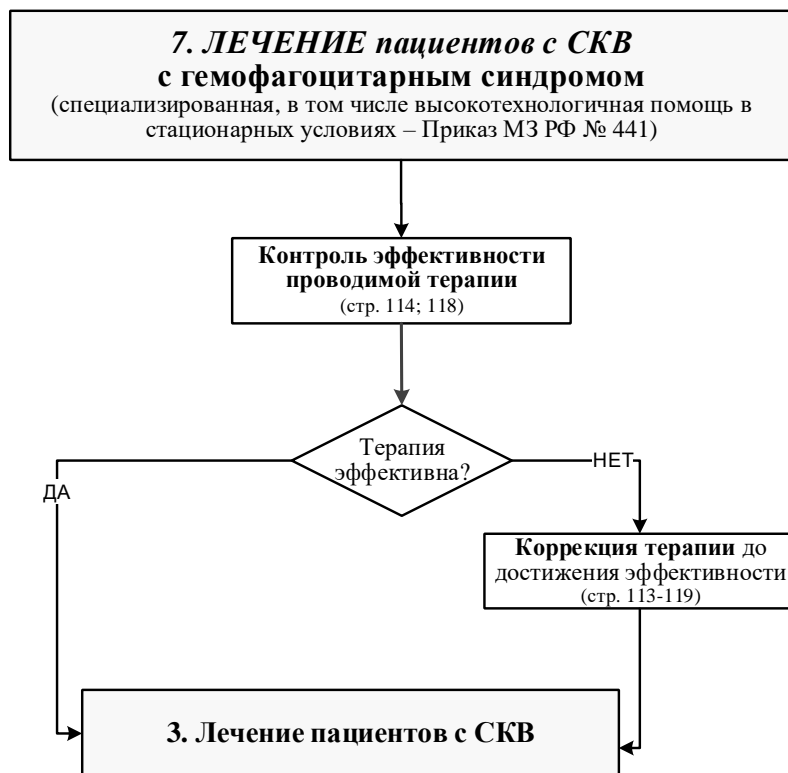 7. ЛЕЧЕНИЕ пациентов с СКВ
с гемофагоцитарным синдромом
(специализированная, в том числе высокотехнологичная помощь в
стационарных условиях – Приказ МЗ РФ № 441)
Контроль эффективности
проводимой терапии
(стр. 114; 118)
Терапия
эффективна?
ДА
НЕТ
Коррекция терапии до
достижения эффективности
(стр. 113-119)
3. Лечение пациентов с СКВ